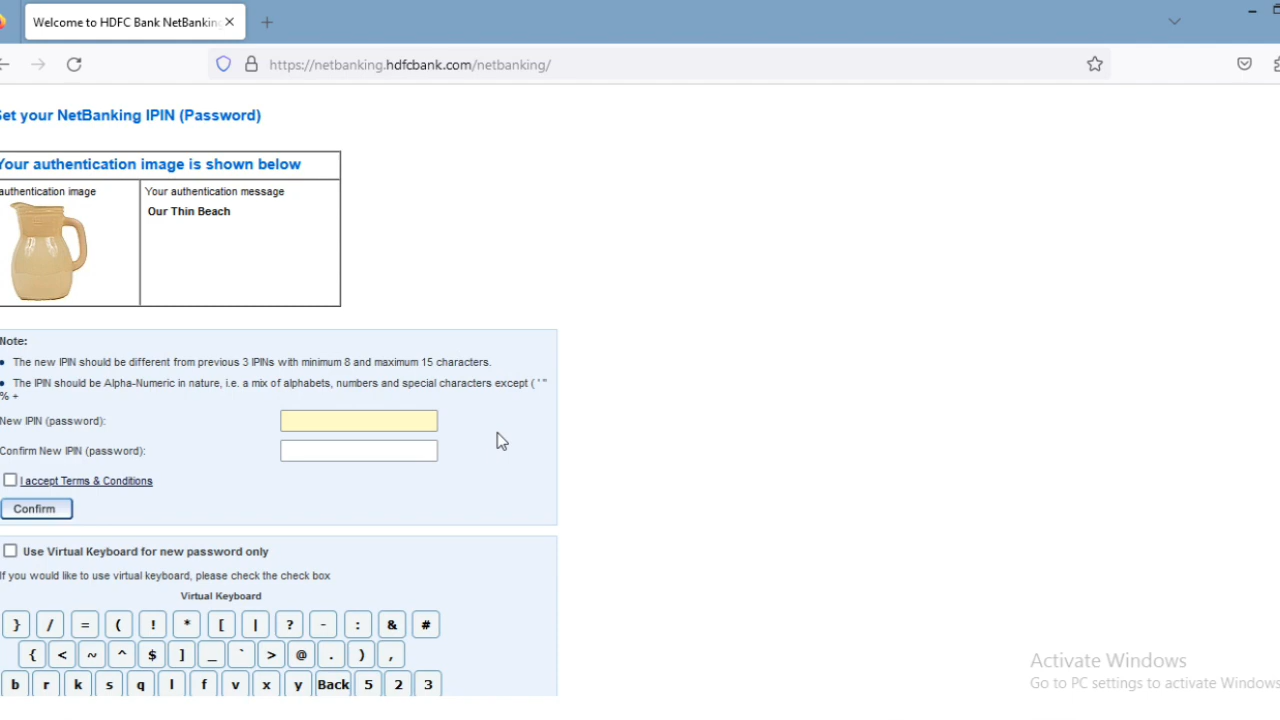 Welcome to HDFC Bank NetBanking
https://netbanking.hdfcbank.com/netbanking/
et your NetBanking IPIN (Password)
Your authentication image is shown below
authentication image
Your authentication message
Our Thin Beach
Note:
• The new IPIN should be different from previous 3 IPINs with minimum 8 and maximum 15 characters.
• The IPIN should be Alpha-Numeric in nature, i.e. a mix of alphabets, numbers and special characters except ( ' "
% +
New IPIN (password):
Confirm New IPIN (password):
I accept Terms & Conditions
Confirm
Use Virtual Keyboard for new password only
If you would like to use virtual keyboard, please check the check box
Virtual Keyboard
} / = ( ! * [ | ? - : & #
{ < ~ ^ $ ] _ ` > @ . ) ,
b r k s q l f v x y Back 5 2 3
Activate Windows
Go to PC settings to activate Windows